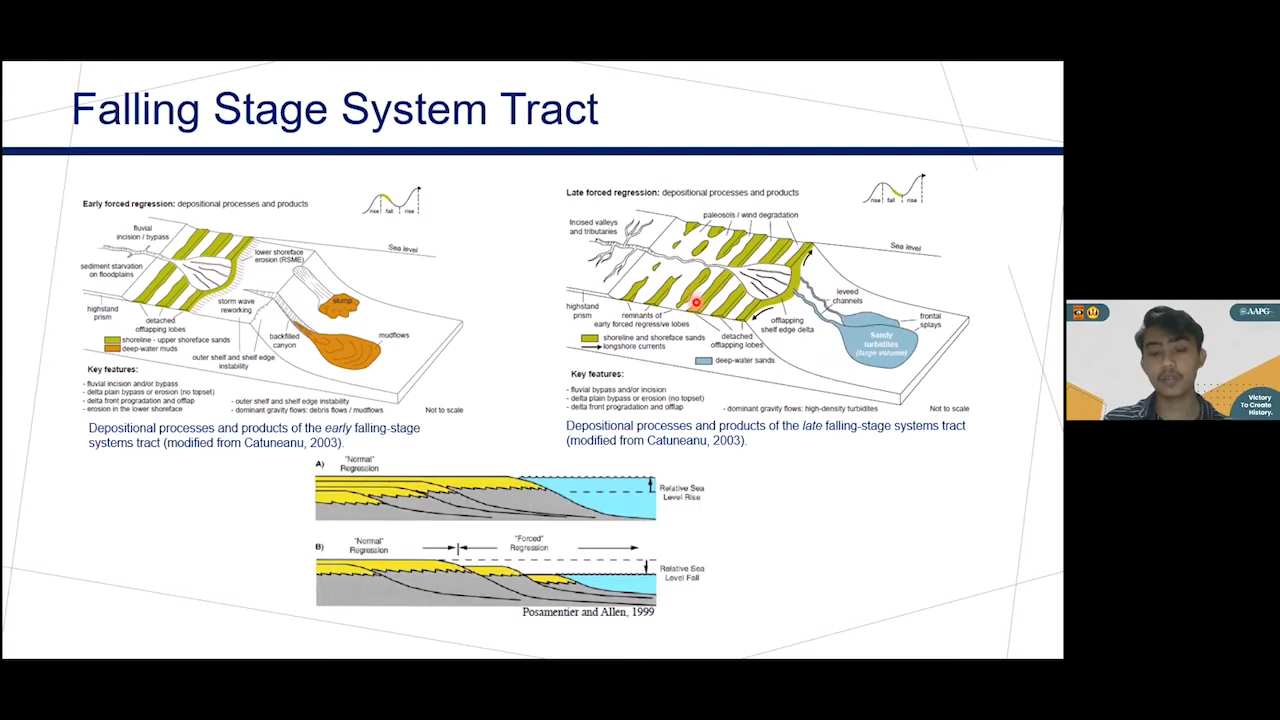 Falling Stage System Tract
Early forced regression: depositional processes and products
rise
fall
rise
fluvial
incision / bypass
Sea level
lower shoreface
erosion (RSME)
sediment starvation
on floodplains
storm wave
reworking
slump
highstand
prism
detached
offlapping lobes
backfilled
canyon
mudflows
shoreline - upper shoreface sands
deep-water muds
outer shelf and shelf edge
instability
Key features:
- fluvial incision and/or bypass
- delta plain bypass or erosion (no topset)
- delta front progradation and offlap
- erosion in the lower shoreface
- outer shelf and shelf edge instability
- dominant gravity flows: debris flows / mudflows
Not to scale
Depositional processes and products of the early falling-stage
systems tract (modified from Catuneanu, 2003).
Late forced regression: depositional processes and products
rise
fall
rise
Incised valleys
and tributaries
paleosols / wind degradation
Sea level
leveed
channels
highstand
prism
remnants of
early forced regressive lobes
offlapping
shelf edge delta
frontal
splays
detached
offlapping lobes
Sandy
turbidites
(large volume)
shoreline and shoreface sands
longshore currents
deep-water sands
Key features:
- fluvial bypass and/or incision
- delta plain bypass or erosion (no topset)
- delta front progradation and offlap
- dominant gravity flows: high-density turbidites
Not to scale
Depositional processes and products of the late falling-stage systems tract
(modified from Catuneanu, 2003).
A)
"Normal"
Regression
Relative Sea
Level Rise
B)
"Normal"
Regression
"Forced"
Regression
Relative Sea
Level Fall
Posamentier and Allen, 1999
AAPG
Victory
To Create
History.